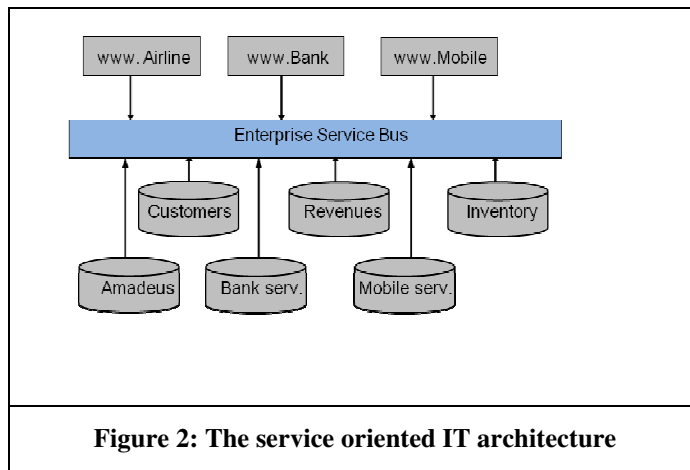 www.Airline
www.Bank
www.Mobile
Enterprise Service Bus
Customers
Revenues
Inventory
Amadeus
Bank serv.
Mobile serv.
Figure 2: The service oriented IT architecture